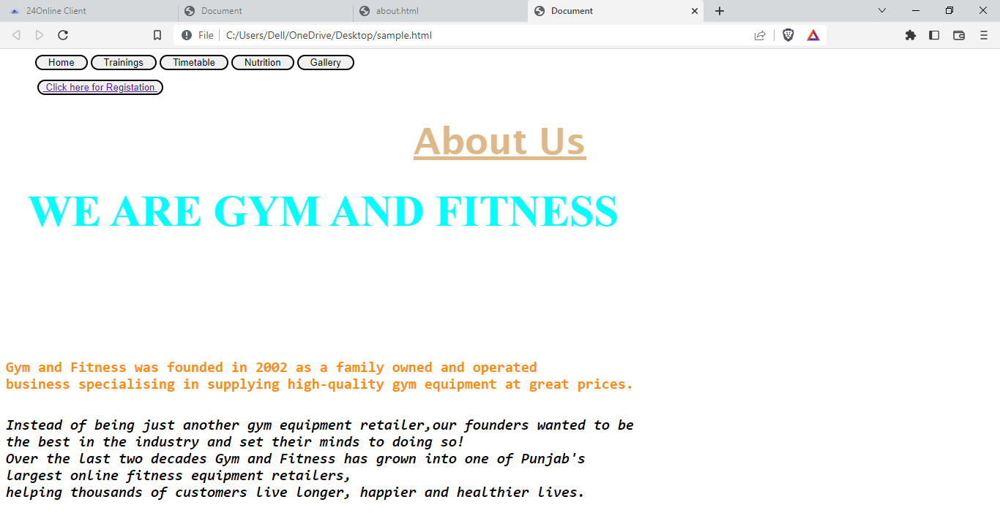 24Online Client
Document
about.html
Document
File
C:/Users/Dell/OneDrive/Desktop/sample.html
Home
Trainings
Timetable
Nutrition
Gallery
Click here for Registation
About Us
WE ARE GYM AND FITNESS
Gym and Fitness was founded in 2002 as a family owned and operated
business specialising in supplying high-quality gym equipment at great prices.
Instead of being just another gym equipment retailer,our founders wanted to be
the best in the industry and set their minds to doing so!
Over the last two decades Gym and Fitness has grown into one of Punjab's
largest online fitness equipment retailers,
helping thousands of customers live longer, happier and healthier lives.